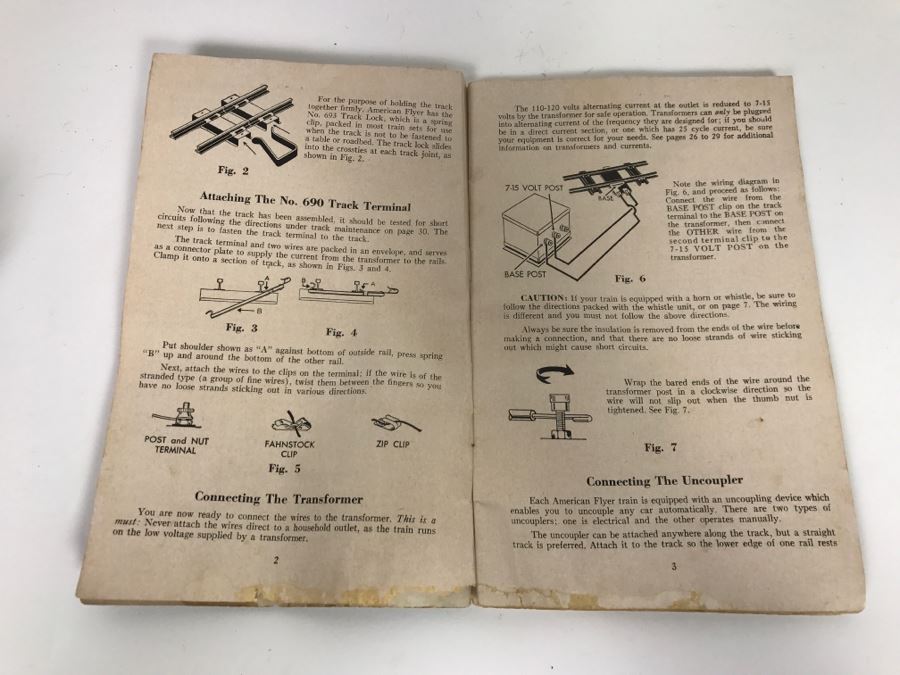 For the purpose of holding the track
together firmly, American Flyer has the
No. 693 Track Lock, which is a spring
clip, packed in most train sets for use
when the track is not to be fastened to
a table or roadbed. The track lock slides
into the crossties at each track joint, as
shown in Fig. 2.
Fig. 2
Attaching The No. 690 Track Terminal
Now that the track has been assembled, it should be tested for short
circuits following the directions under track maintenance on page 30. The
next step is to fasten the track terminal to the track.
The track terminal and two wires are packed in an envelope, and serves
as a connector plate to supply the current from the transformer to the rails.
Clamp it onto a section of track, as shown in Figs. 3 and 4.
A
B
A
B
Fig. 3
Fig. 4
Put shoulder shown as "A" against bottom of outside rail, press spring
"B" up and around the bottom of the other rail.
Next, attach the wires to the clips on the terminal; if the wire is of the
stranded type (a group of fine wires), twist them between the fingers so you
have no loose strands sticking out in various directions.
POST and NUT
TERMINAL
FAHNSTOCK
CLIP
ZIP CLIP
Fig. 5
Connecting The Transformer
You are now ready to connect the wires to the transformer. This is a
must: Never attach the wires direct to a household outlet, as the train runs
on the low voltage supplied by a transformer.
2
The 110-120 volts alternating current at the outlet is reduced to 7-15
volts by the transformer for safe operation. Transformers can only be plugged
into alternating current of the frequency they are designed for; if you should
be in a direct current section, or one which has 25 cycle current, be sure
your equipment is correct for your needs. See pages 26 to 29 for additional
information on transformers and currents.
7-15 VOLT POST
BASE
BASE POST
Note the wiring diagram in
Fig. 6, and proceed as follows:
Connect the wire from the
BASE POST clip on the track
terminal to the BASE POST on
the transformer, then connect
the OTHER wire from the
second terminal clip to the
7-15 VOLT POST on the
transformer.
Fig. 6
CAUTION: If your train is equipped with a horn or whistle, be sure to
follow the directions packed with the whistle unit, or on page 7. The wiring
is different and you must not follow the above directions.
Always be sure the insulation is removed from the ends of the wire before
making a connection, and that there are no loose strands of wire sticking
out which might cause short circuits.
Wrap the bared ends of the wire around the
transformer post in a clockwise direction so the
wire will not slip out when the thumb nut is
tightened. See Fig. 7.
Fig. 7
Connecting The Uncoupler
Each American Flyer train is equipped with an uncoupling device which
enables you to uncouple any car automatically. There are two types of
uncouplers; one is electrical and the other operates manually.
The uncoupler can be attached anywhere along the track, but a straight
track is preferred. Attach it to the track so the lower edge of one rail rests
3